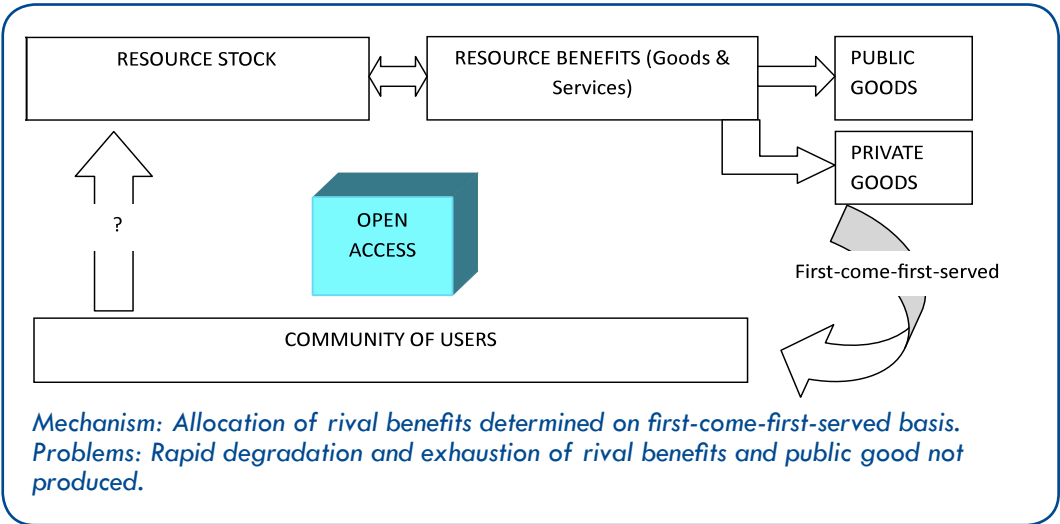 RESOURCE STOCK
RESOURCE BENEFITS (Goods &
Services)
PUBLIC
GOODS
PRIVATE
GOODS
?
OPEN
ACCESS
First-come-first-served
COMMUNITY OF USERS
Mechanism: Allocation of rival benefits determined on first-come-first-served basis.
Problems: Rapid degradation and exhaustion of rival benefits and public good not
produced.